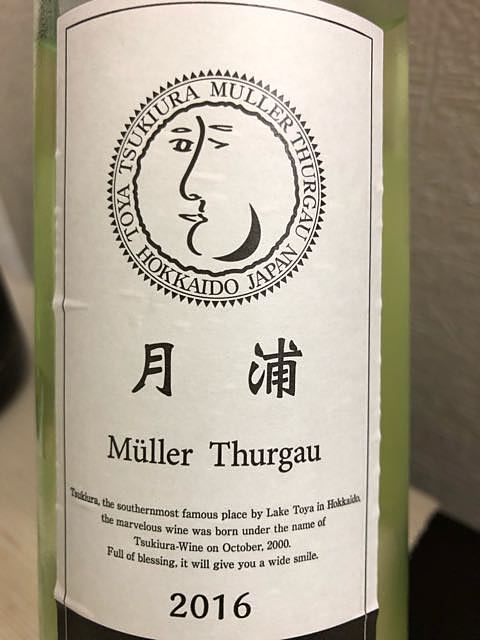 TOYA TSUKIURA MULLER THURGAU
HOKKAIDO JAPAN
月 浦
Müller Thurgau
Tsukiura, the southernmost famous place by Lake Toya in Hokkaido,
the marvelous wine was born under the name of
Tsukiura-Wine on October, 2000.
Full of blessing, it will give you a wide smile.
2016